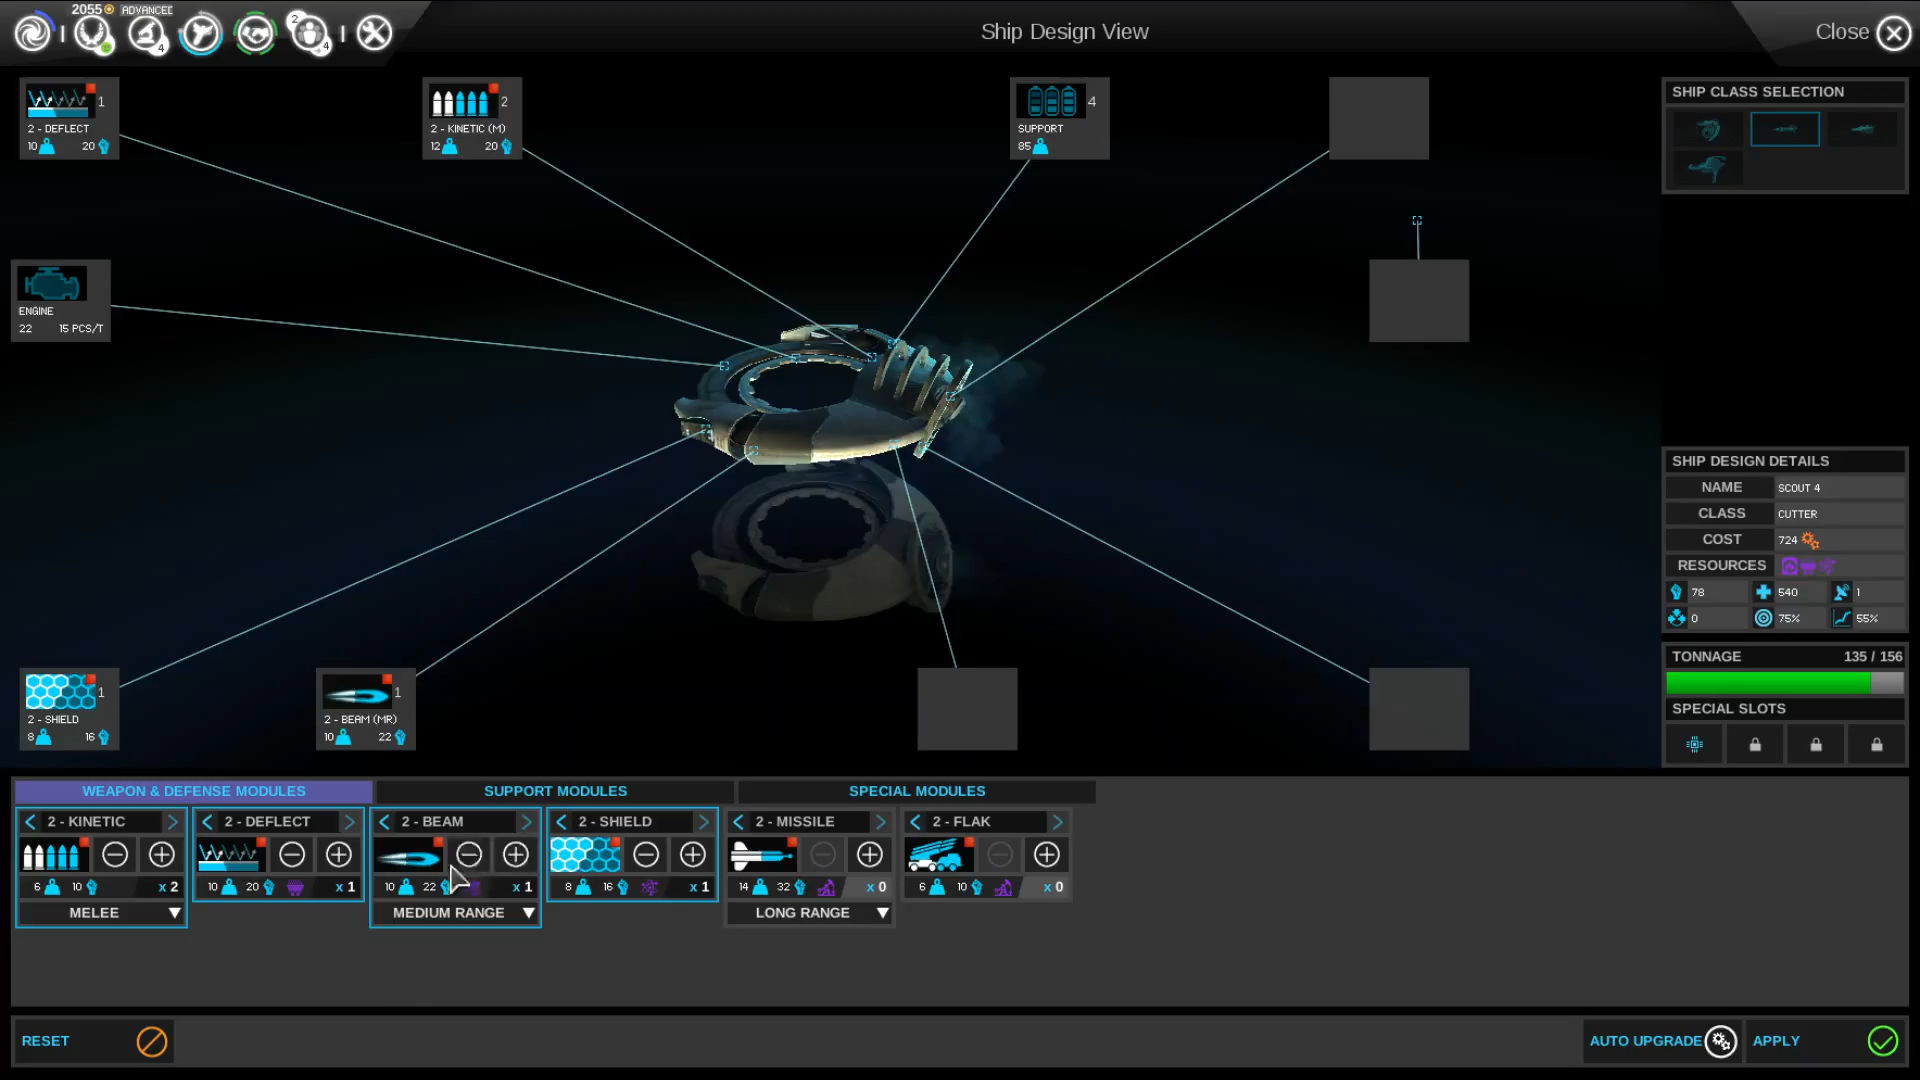 2055 ADVANCED
2
4
4
Ship Design View
Close
1
2 - DEFLECT
10 20
2
2 - KINETIC (M)
12 20
4
SUPPORT
85
SHIP CLASS SELECTION
ENGINE
22 15 PCS/T
SHIP DESIGN DETAILS
NAME SCOUT 4
CLASS CUTTER
COST 724
RESOURCES
78 540 1
0 75% 55%
TONNAGE 135 / 156
SPECIAL SLOTS
1
2 - SHIELD
8 16
1
2 - BEAM (MR)
10 22
WEAPON & DEFENSE MODULES
SUPPORT MODULES
SPECIAL MODULES
2 - KINETIC
6 10 x 2
MELEE
2 - DEFLECT
10 20 x 1
2 - BEAM
10 22 x 1
MEDIUM RANGE
2 - SHIELD
8 16 x 1
2 - MISSILE
14 32 x 0
LONG RANGE
2 - FLAK
6 10 x 0
RESET
AUTO UPGRADE
APPLY